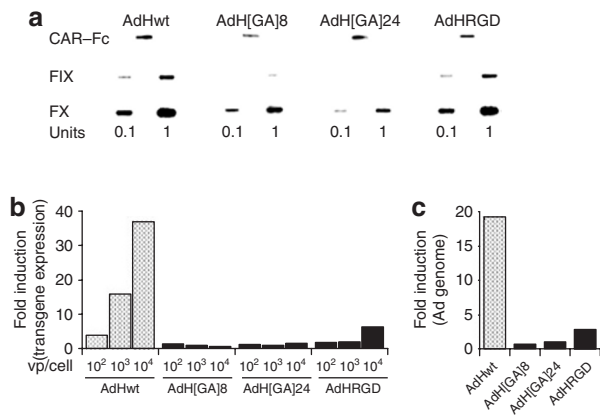 a
AdHwt AdH[GA]8 AdH[GA]24 AdHRGD
CAR–Fc
FIX
FX
Units 0.1 1 0.1 1 0.1 1 0.1 1
b
Fold induction
(transgene expression)
40
30
20
10
0
vp/cell 10² 10³ 10⁴ 10² 10³ 10⁴ 10² 10³ 10⁴ 10² 10³ 10⁴
AdHwt AdH[GA]8 AdH[GA]24 AdHRGD
c
Fold induction
(Ad genome)
20
15
10
5
0
AdHwt AdH[GA]8 AdH[GA]24 AdHRGD